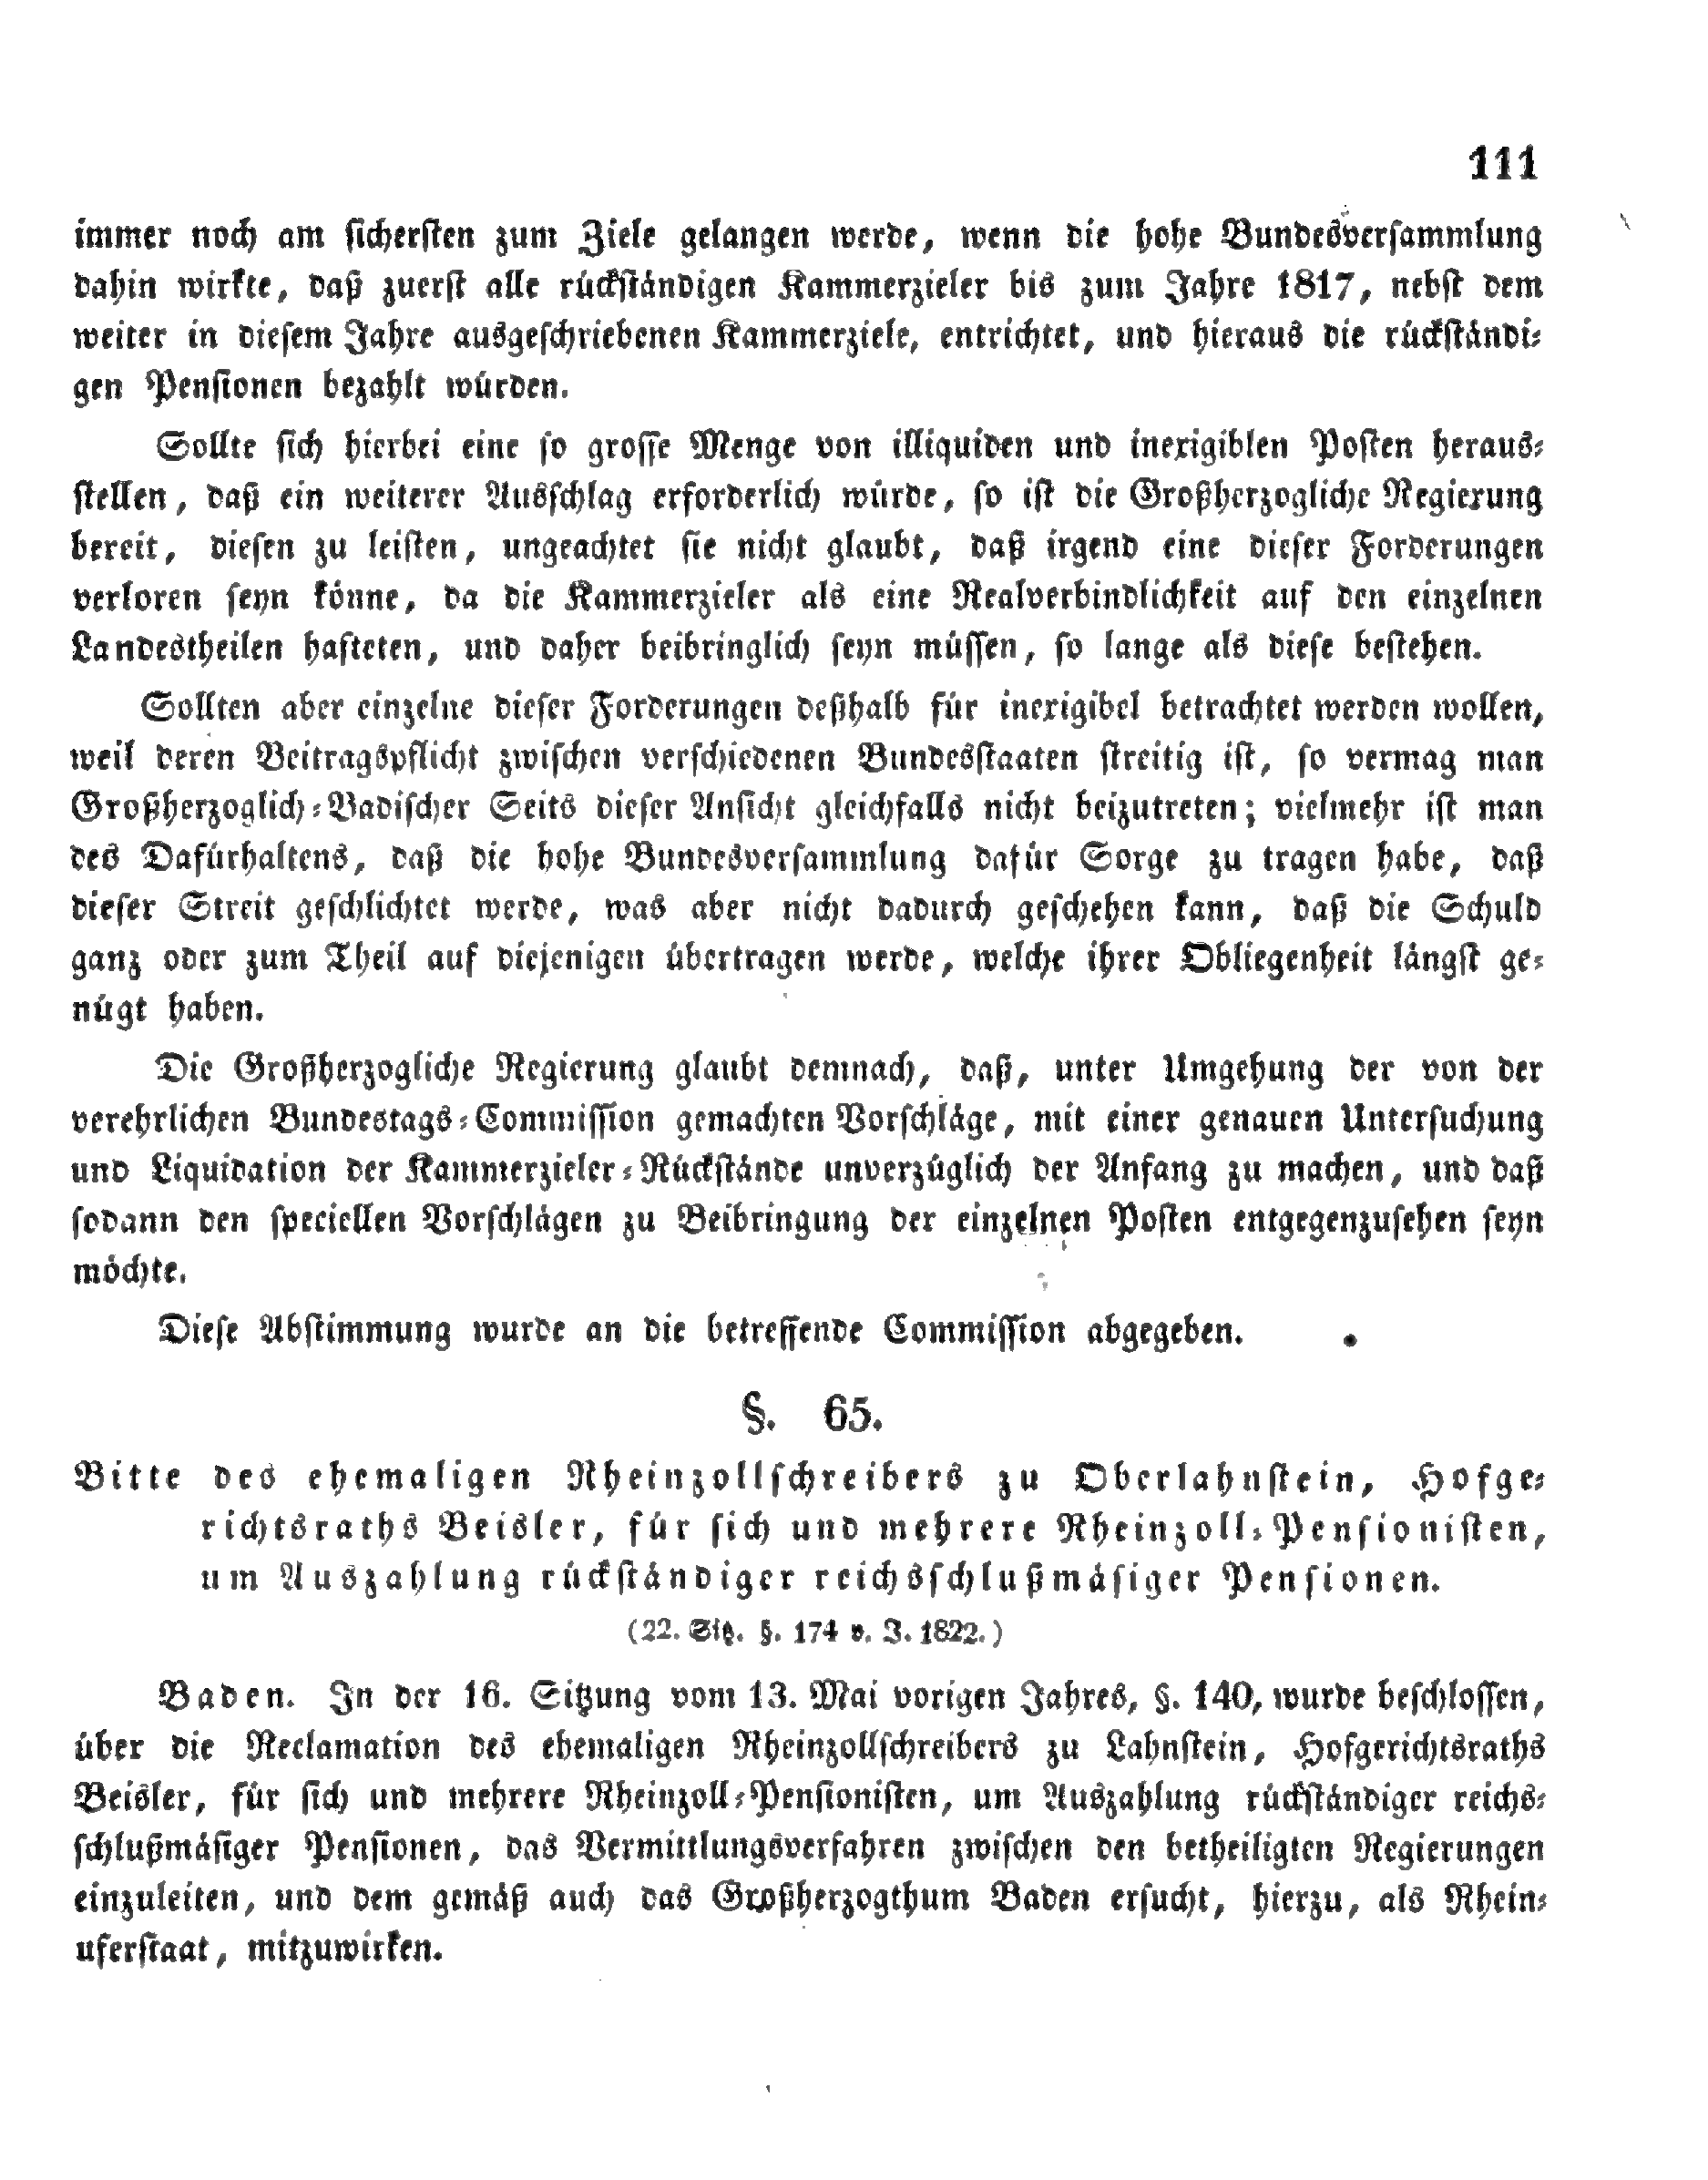 111
immer noch am sichersten zum Ziele gelangen werde, wenn die hohe Bundesversammlung
dahin wirkte, daß zuerst alle rückständigen Kammerzieler bis zum Jahre 1817, nebst dem
weiter in diesem Jahre ausgeschriebenen Kammerziele, entrichtet, und hieraus die rückständi-
gen Pensionen bezahlt würden.
Sollte sich hierbei eine so grosse Menge von illiquiden und inexigiblen Posten heraus-
stellen, daß ein weiterer Ausschlag erforderlich würde, so ist die Großherzogliche Regierung
bereit, diesen zu leisten, ungeachtet sie nicht glaubt, daß irgend eine dieser Forderungen
verloren seyn könne, da die Kammerzieler als eine Realverbindlichkeit auf den einzelnen
Landestheilen hafteten, und daher beibringlich seyn müssen, so lange als diese bestehen.
Sollten aber einzelne dieser Forderungen deßhalb für inexigibel betrachtet werden wollen,
weil deren Beitragspflicht zwischen verschiedenen Bundesstaaten streitig ist, so vermag man
Großherzoglich-Badischer Seits dieser Ansicht gleichfalls nicht beizutreten; vielmehr ist man
des Dafürhaltens, daß die hohe Bundesversammlung dafür Sorge zu tragen habe, daß
dieser Streit geschlichtet werde, was aber nicht dadurch geschehen kann, daß die Schuld
ganz oder zum Theil auf diejenigen übertragen werde, welche ihrer Obliegenheit längst ge-
nügt haben.
Die Großherzogliche Regierung glaubt demnach, daß, unter Umgehung der von der
verehrlichen Bundestags-Commission gemachten Vorschläge, mit einer genauen Untersuchung
und Liquidation der Kammerzieler-Rückstände unverzüglich der Anfang zu machen, und daß
sodann den speciellen Vorschlägen zu Beibringung der einzelnen Posten entgegenzusehen seyn
möchte.
Diese Abstimmung wurde an die betreffende Commission abgegeben.
§. 65.
Bitte des ehemaligen Rheinzollschreibers zu Oberlahnstein, Hofge-
richtsraths Beisler, für sich und mehrere Rheinzoll-Pensionisten,
um Auszahlung rückständiger reichsschlußmäsiger Pensionen.
(22. Sitz. §. 174 v. J. 1822.)
Baden. In der 16. Sitzung vom 13. Mai vorigen Jahres, §. 140, wurde beschlossen,
über die Reclamation des ehemaligen Rheinzollschreibers zu Lahnstein, Hofgerichtsraths
Beisler, für sich und mehrere Rheinzoll-Pensionisten, um Auszahlung rückständiger reichs-
schlußmäsiger Pensionen, das Vermittlungsverfahren zwischen den betheiligten Regierungen
einzuleiten, und dem gemäß auch das Großherzogthum Baden ersucht, hierzu, als Rhein-
uferstaat, mitzuwirken.